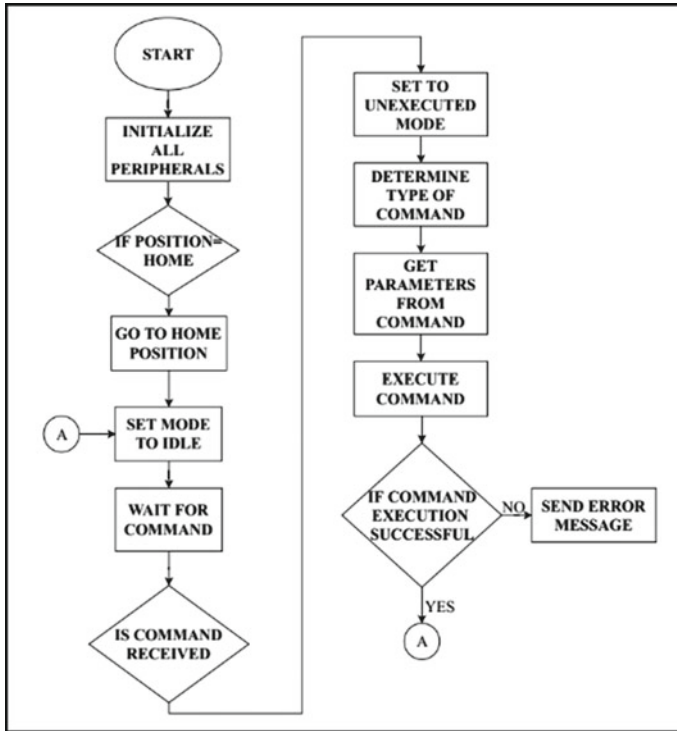 START
INITIALIZE
ALL
PERIPHERALS
IF POSITION=
HOME
GO TO HOME
POSITION
A
SET MODE
TO IDLE
WAIT FOR
COMMAND
IS COMMAND
RECEIVED
SET TO
UNEXECUTED
MODE
DETERMINE
TYPE OF
COMMAND
GET
PARAMETERS
FROM
COMMAND
EXECUTE
COMMAND
IF COMMAND
EXECUTION
SUCCESSFUL
NO
SEND ERROR
MESSAGE
YES
A